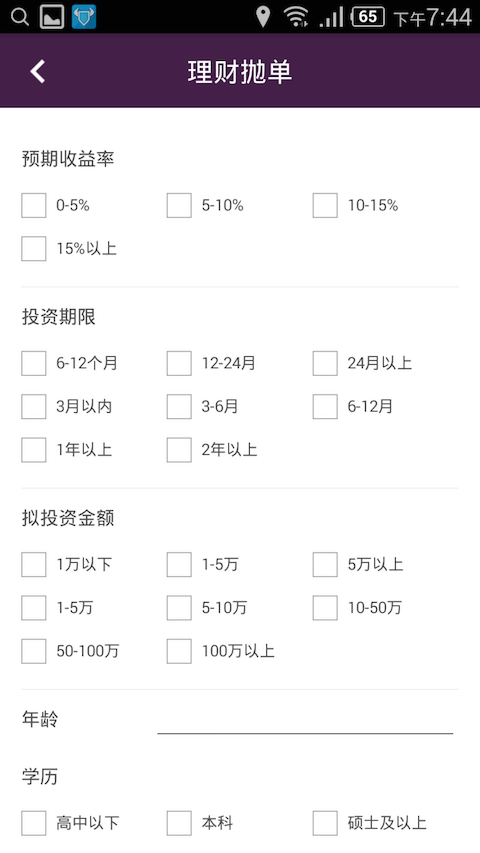 65 下午7:44
理财抛单
预期收益率
0-5% 5-10% 10-15%
15%以上
投资期限
6-12个月 12-24月 24月以上
3月以内 3-6月 6-12月
1年以上 2年以上
拟投资金额
1万以下 1-5万 5万以上
1-5万 5-10万 10-50万
50-100万 100万以上
年龄
学历
高中以下 本科 硕士及以上